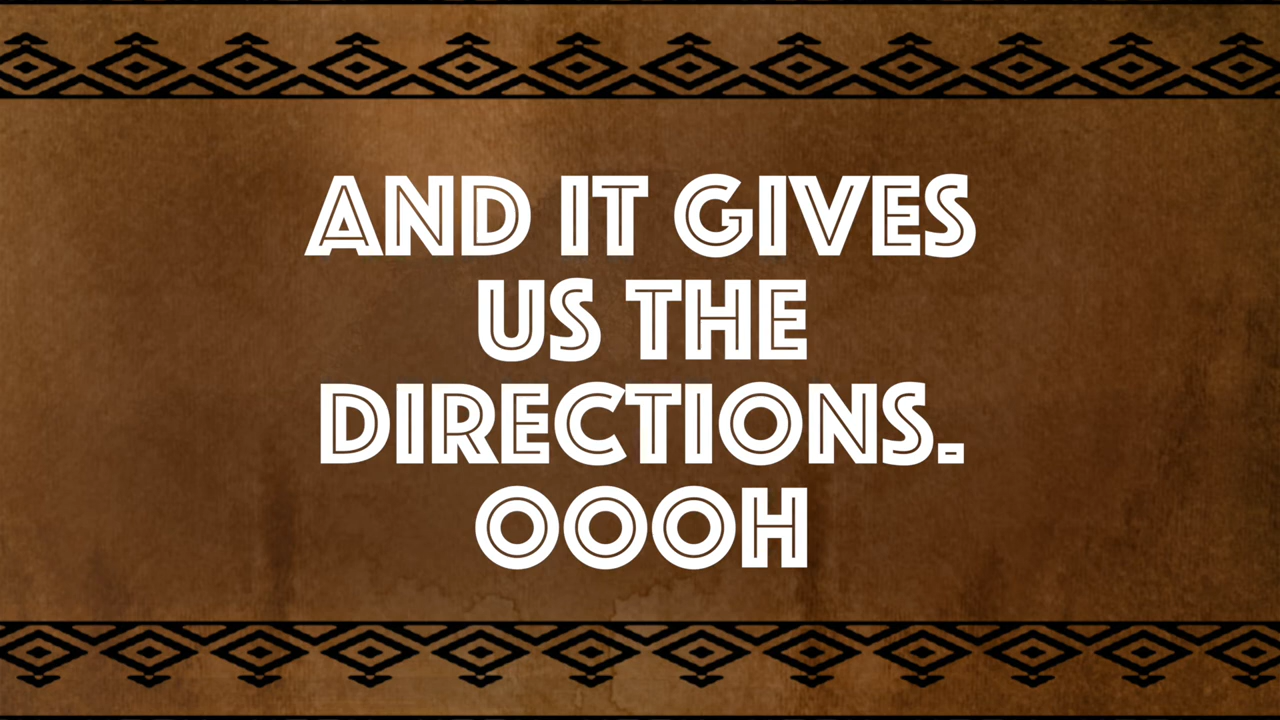 AND IT GIVES
US THE
DIRECTIONS.
OOOH